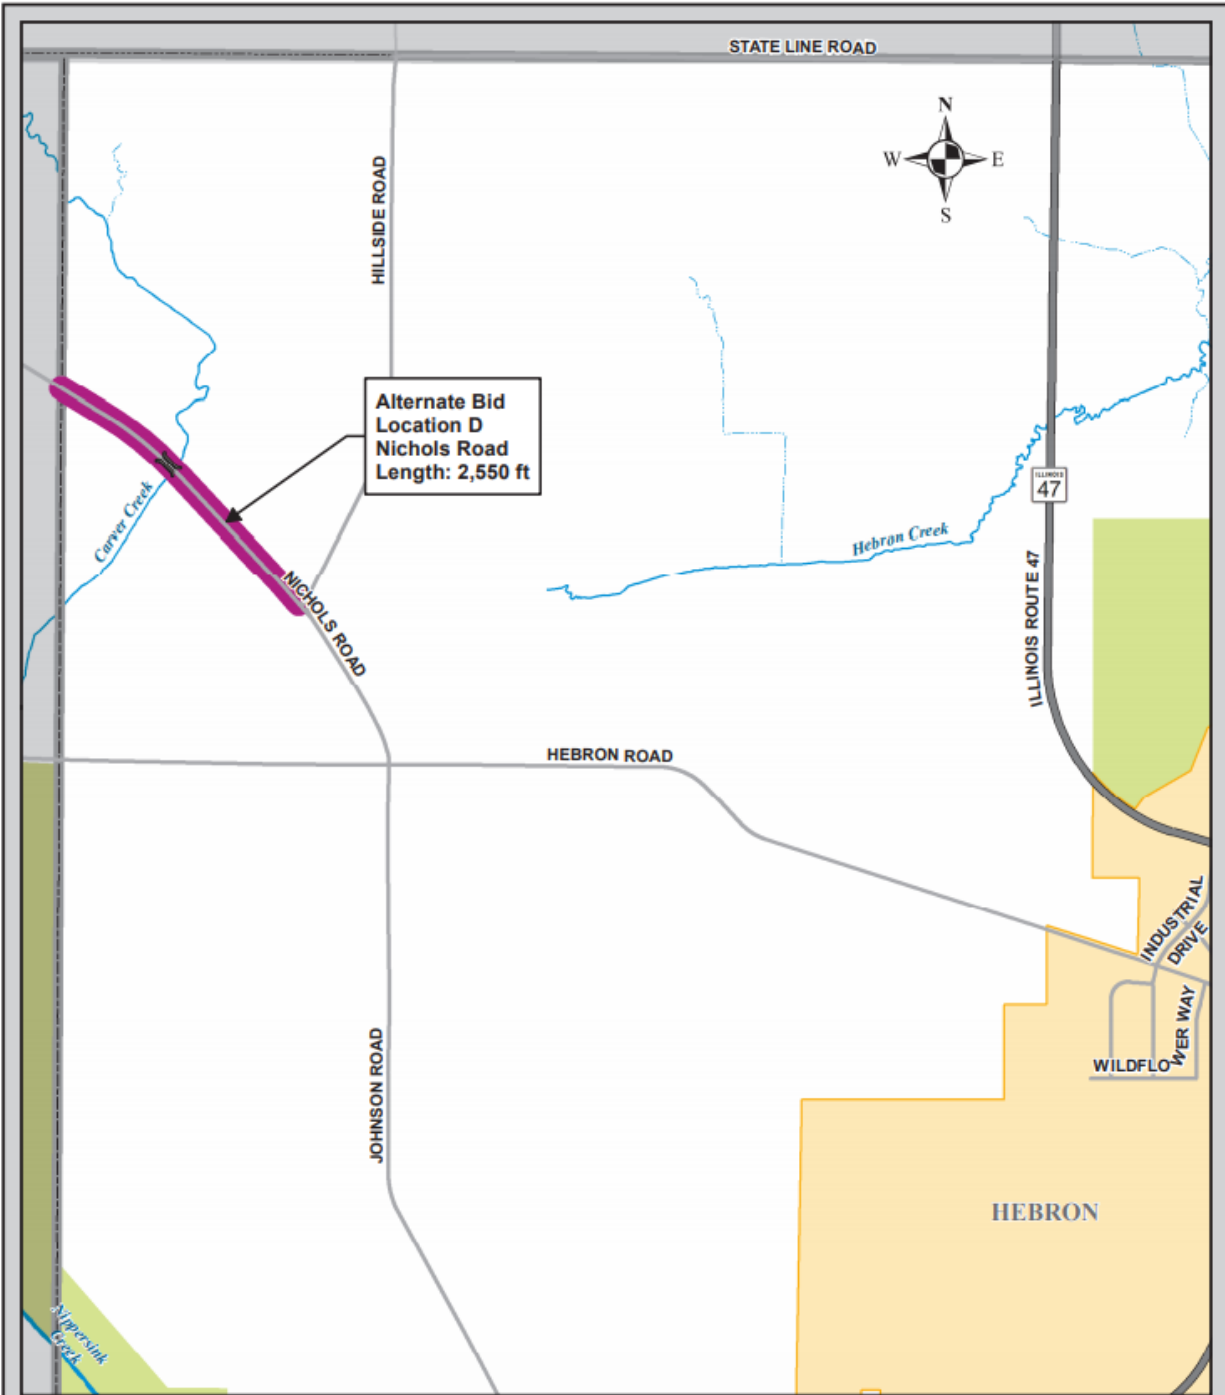 STATE LINE ROAD
N
W E
S
HILLSIDE ROAD
Alternate Bid
Location D
Nichols Road
Length: 2,550 ft
ILLINOIS
47
Carver Creek
Hebron Creek
NICHOLS ROAD
ILLINOIS ROUTE 47
HEBRON ROAD
INDUSTRIAL
DRIVE
WILDFLOWER WAY
JOHNSON ROAD
HEBRON
Nippersink
Creek